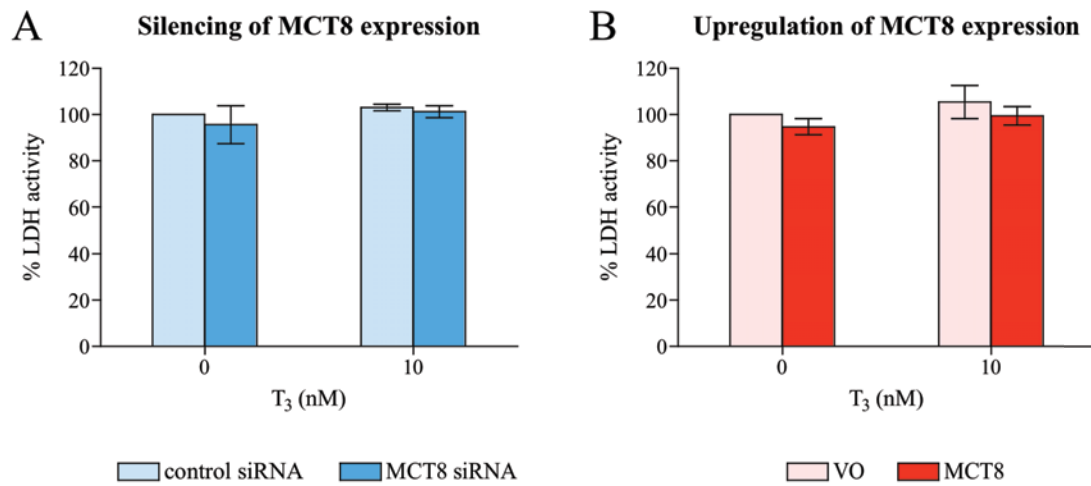 A
Silencing of MCT8 expression
120
100
80
60
40
20
0
% LDH activity
0
10
T3 (nM)
control siRNA
MCT8 siRNA
B
Upregulation of MCT8 expression
120
100
80
60
40
20
0
% LDH activity
0
10
T3 (nM)
VO
MCT8